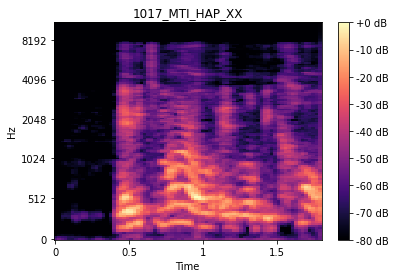 1017_MTI_HAP_XX
+0 dB
8192
-10 dB
4096
-20 dB
-30 dB
2048
Hz
-40 dB
1024
-50 dB
512
-60 dB
-70 dB
0
-80 dB
0
0.5
1
1.5
Time